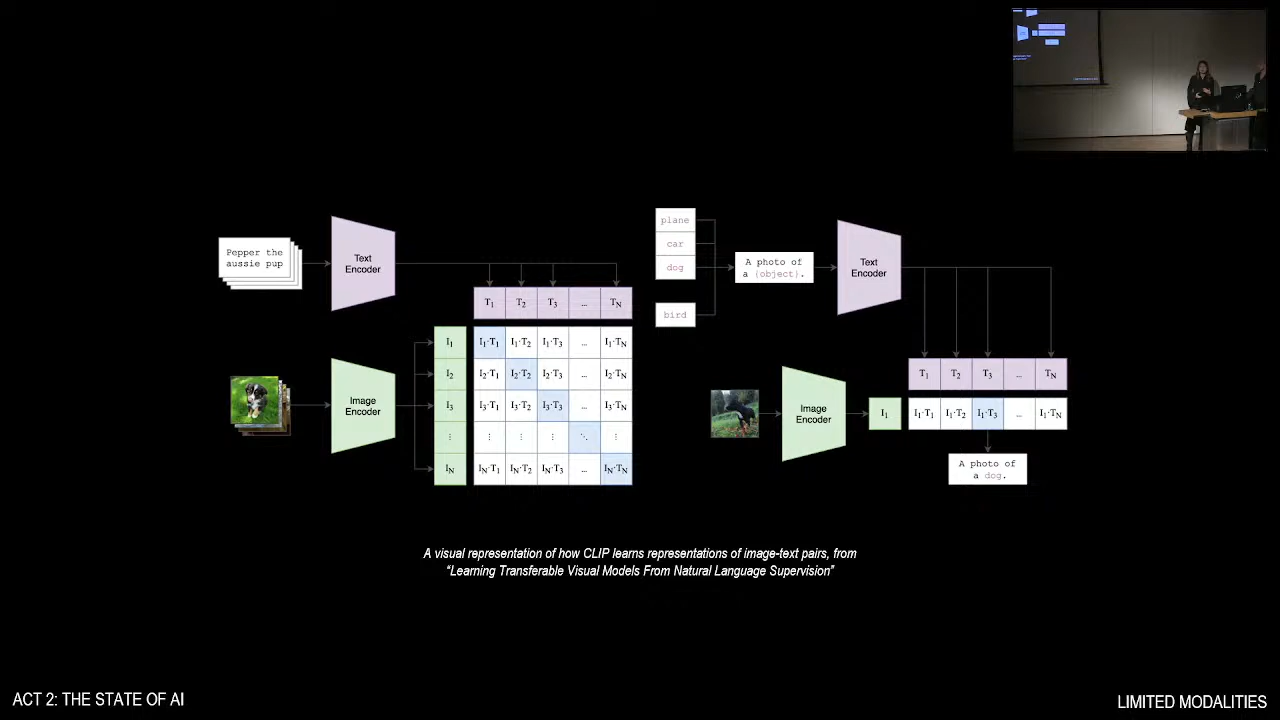 Pepper the
aussie pup
Text
Encoder
T1 T2 T3 ... TN
Image
Encoder
I1 I1·T1 I1·T2 I1·T3 ... I1·TN
I2 I2·T1 I2·T2 I2·T3 ... I2·TN
I3 I3·T1 I3·T2 I3·T3 ... I3·TN
⋮ ⋮ ⋮ ⋮ ⋱ ⋮
IN IN·T1 IN·T2 IN·T3 ... IN·TN
plane
car
dog
bird
A photo of
a {object}.
Text
Encoder
T1 T2 T3 ... TN
Image
Encoder
I1 I1·T1 I1·T2 I1·T3 ... I1·TN
A photo of
a dog.
A visual representation of how CLIP learns representations of image-text pairs, from
“Learning Transferable Visual Models From Natural Language Supervision”
ACT 2: THE STATE OF AI
LIMITED MODALITIES